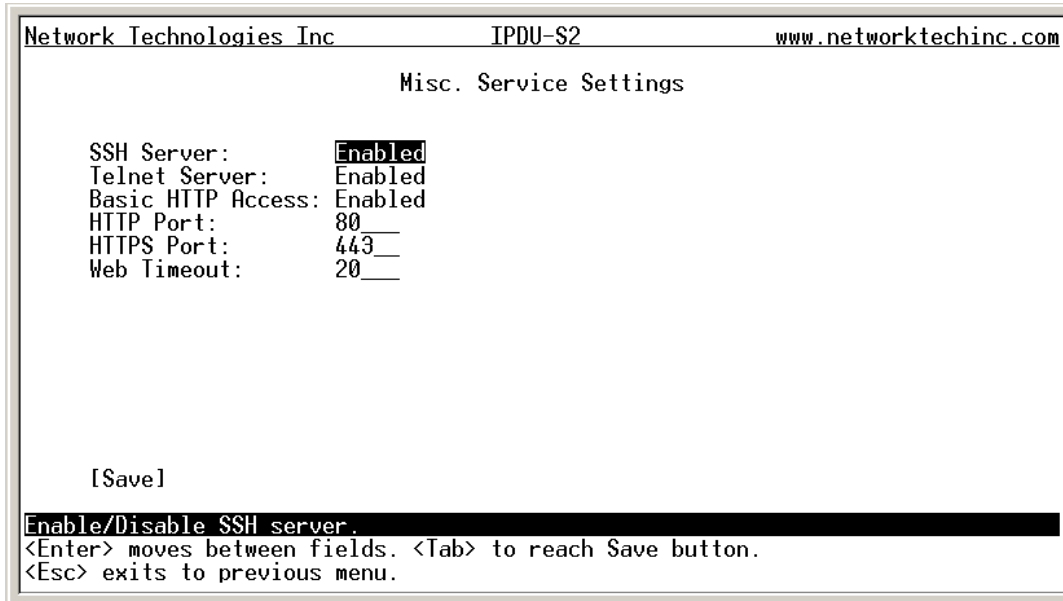 Network Technologies Inc IPDU-S2 www.networktechinc.com
Misc. Service Settings
SSH Server: Enabled
Telnet Server: Enabled
Basic HTTP Access: Enabled
HTTP Port: 80___
HTTPS Port: 443__
Web Timeout: 20___
[Save]
Enable/Disable SSH server.
<Enter> moves between fields. <Tab> to reach Save button.
<Esc> exits to previous menu.